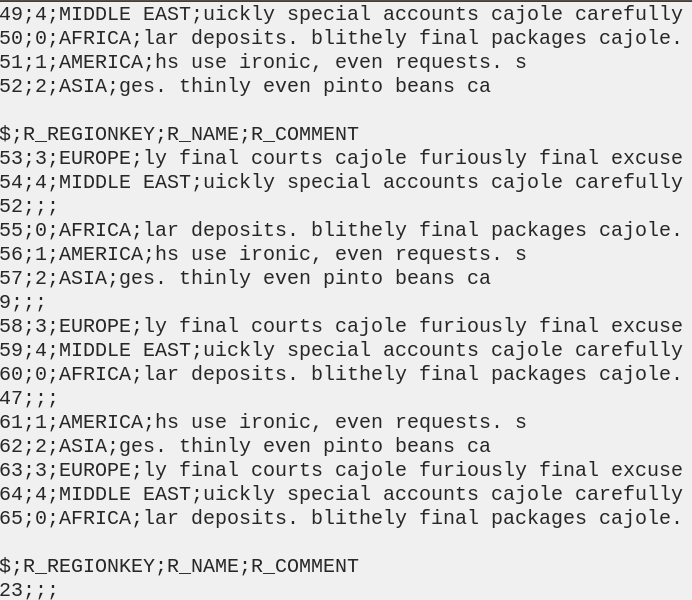 49;4;MIDDLE EAST;uickly special accounts cajole carefully
50;0;AFRICA;lar deposits. blithely final packages cajole.
51;1;AMERICA;hs use ironic, even requests. s
52;2;ASIA;ges. thinly even pinto beans ca

$;R_REGIONKEY;R_NAME;R_COMMENT
53;3;EUROPE;ly final courts cajole furiously final excuse
54;4;MIDDLE EAST;uickly special accounts cajole carefully
52;;;
55;0;AFRICA;lar deposits. blithely final packages cajole.
56;1;AMERICA;hs use ironic, even requests. s
57;2;ASIA;ges. thinly even pinto beans ca
9;;;
58;3;EUROPE;ly final courts cajole furiously final excuse
59;4;MIDDLE EAST;uickly special accounts cajole carefully
60;0;AFRICA;lar deposits. blithely final packages cajole.
47;;;
61;1;AMERICA;hs use ironic, even requests. s
62;2;ASIA;ges. thinly even pinto beans ca
63;3;EUROPE;ly final courts cajole furiously final excuse
64;4;MIDDLE EAST;uickly special accounts cajole carefully
65;0;AFRICA;lar deposits. blithely final packages cajole.

$;R_REGIONKEY;R_NAME;R_COMMENT
23;;;